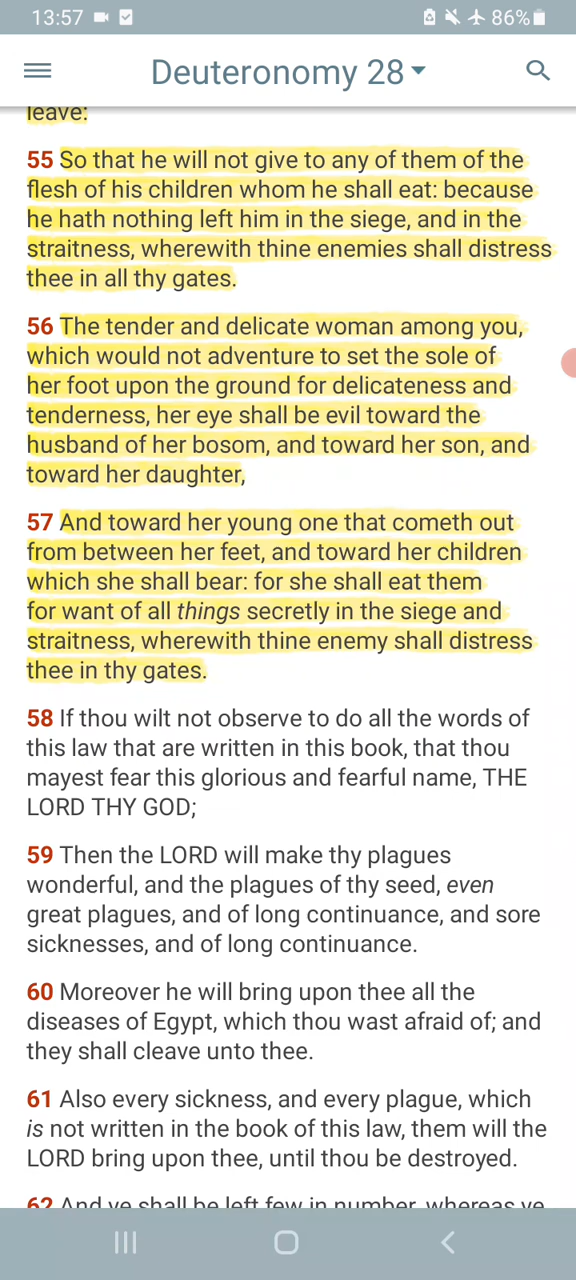 13:57 86%
Deuteronomy 28
leave:
55 So that he will not give to any of them of the
flesh of his children whom he shall eat: because
he hath nothing left him in the siege, and in the
straitness, wherewith thine enemies shall distress
thee in all thy gates.
56 The tender and delicate woman among you,
which would not adventure to set the sole of
her foot upon the ground for delicateness and
tenderness, her eye shall be evil toward the
husband of her bosom, and toward her son, and
toward her daughter,
57 And toward her young one that cometh out
from between her feet, and toward her children
which she shall bear: for she shall eat them
for want of all things secretly in the siege and
straitness, wherewith thine enemy shall distress
thee in thy gates.
58 If thou wilt not observe to do all the words of
this law that are written in this book, that thou
mayest fear this glorious and fearful name, THE
LORD THY GOD;
59 Then the LORD will make thy plagues
wonderful, and the plagues of thy seed, even
great plagues, and of long continuance, and sore
sicknesses, and of long continuance.
60 Moreover he will bring upon thee all the
diseases of Egypt, which thou wast afraid of; and
they shall cleave unto thee.
61 Also every sickness, and every plague, which
is not written in the book of this law, them will the
LORD bring upon thee, until thou be destroyed.
62 And ye shall be left few in number, whereas ye